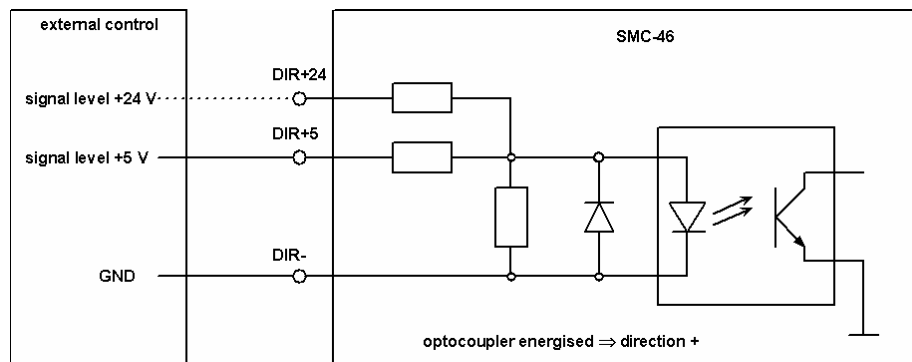 external control
SMC-46
DIR+24
signal level +24 V
DIR+5
signal level +5 V
DIR-
GND
optocoupler energised ⇒ direction +